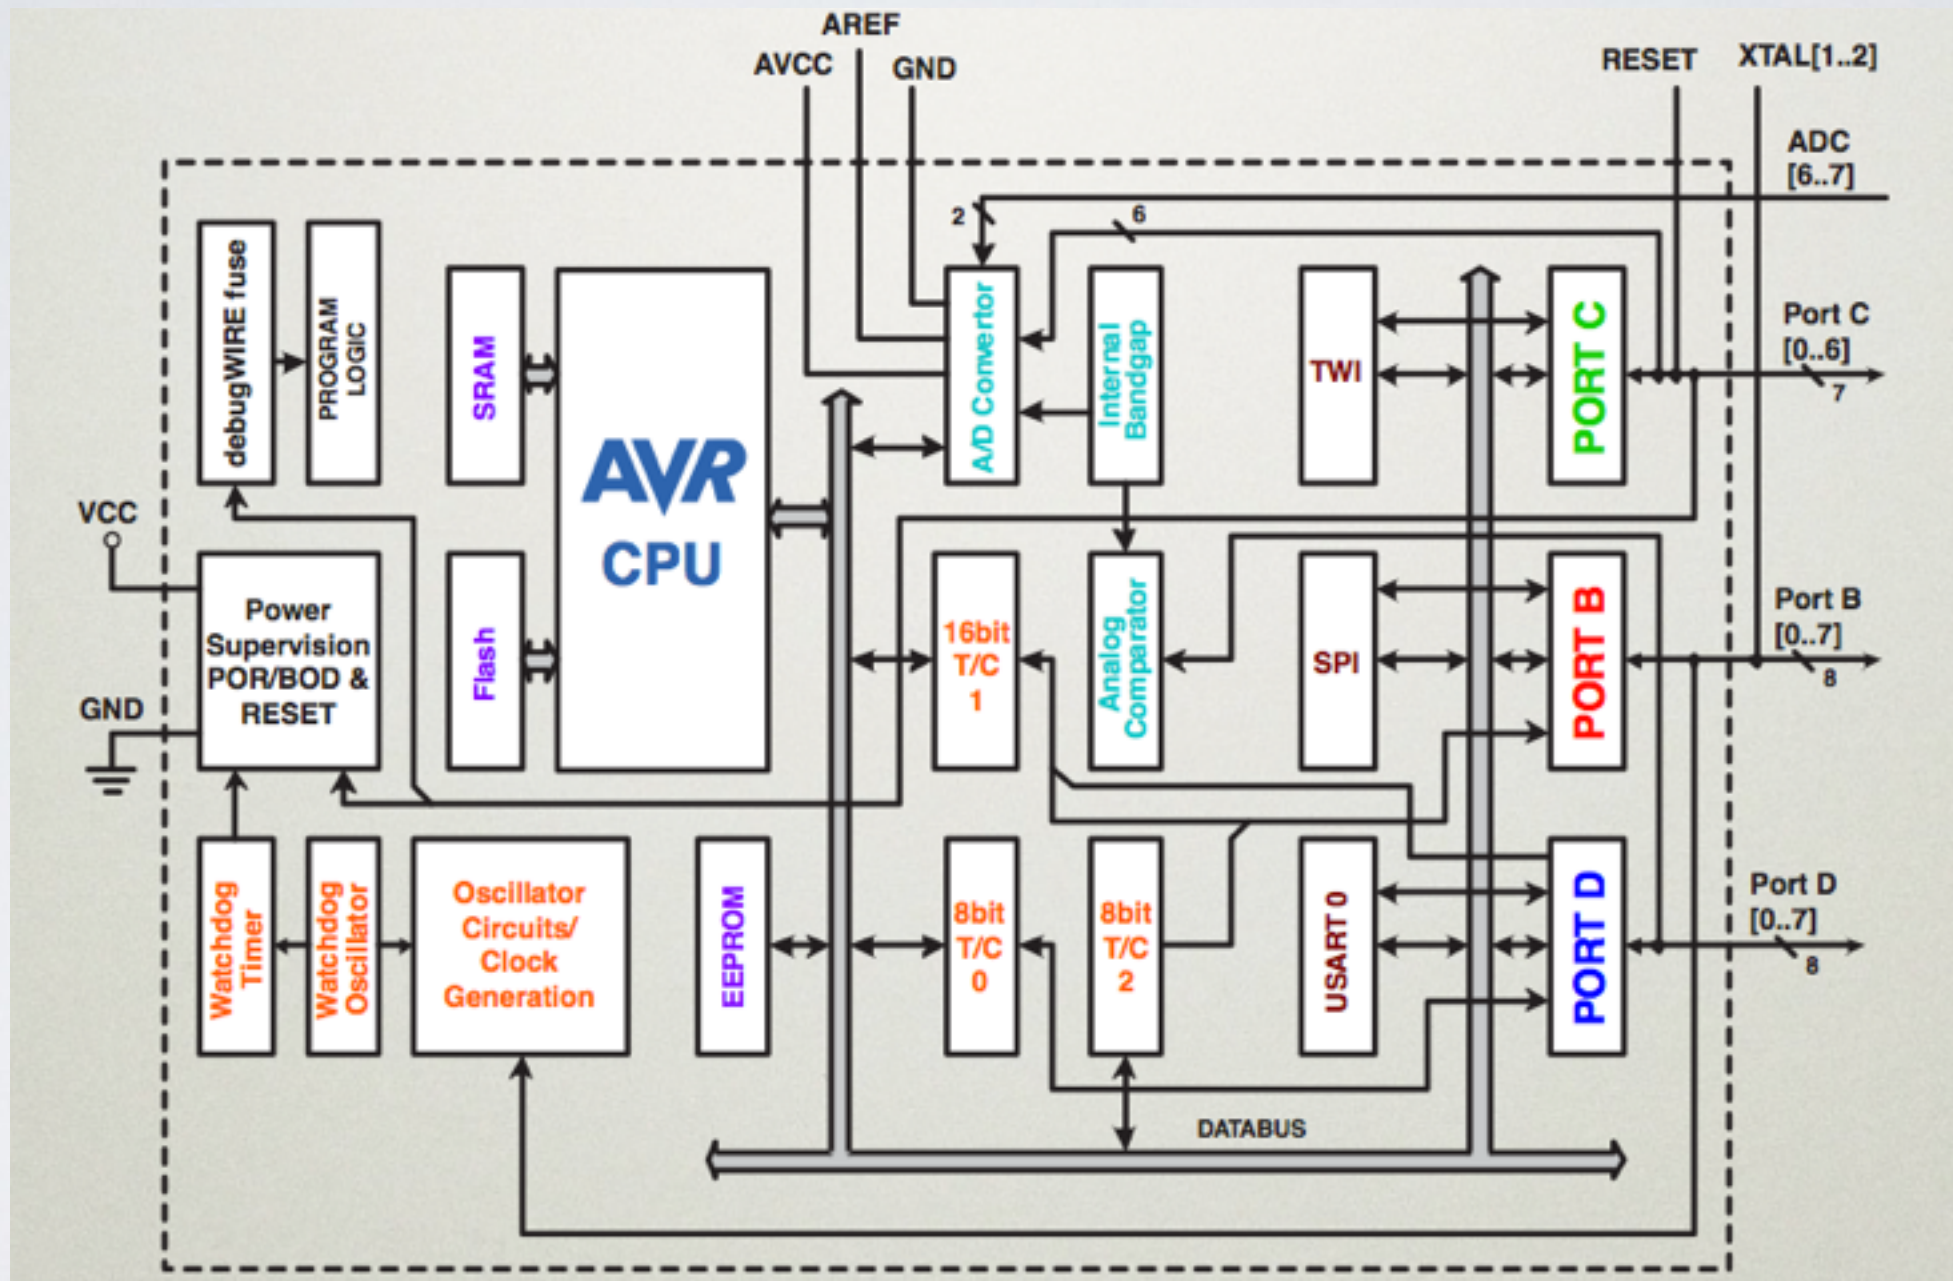 AREF
AVCC
GND
RESET
XTAL[1..2]
ADC
[6..7]
2
6
debugWIRE fuse
PROGRAM
LOGIC
SRAM
AVR
CPU
A/D Convertor
Internal
Bandgap
TWI
PORT C
Port C
[0..6]
7
VCC
GND
Power
Supervision
POR/BOD &
RESET
Flash
16bit
T/C
1
Analog
Comparator
SPI
PORT B
Port B
[0..7]
8
Watchdog
Timer
Watchdog
Oscillator
Oscillator
Circuits/
Clock
Generation
EEPROM
8bit
T/C
0
8bit
T/C
2
USART 0
PORT D
Port D
[0..7]
8
DATABUS